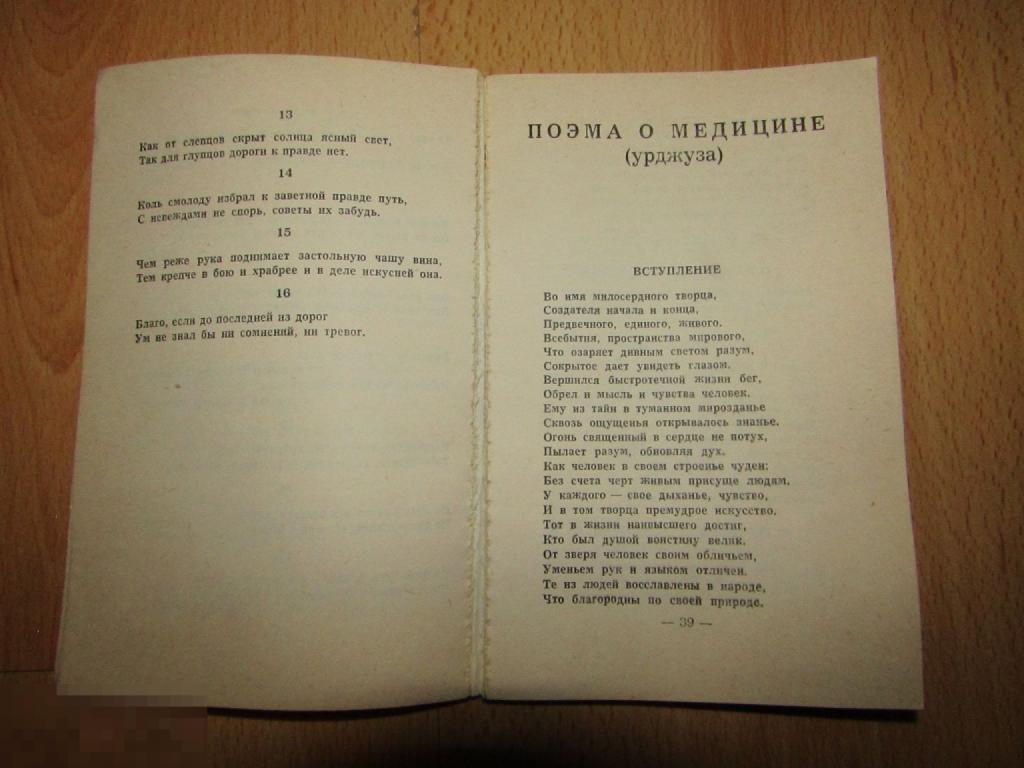 13
Как от слепцов скрыт солнца ясный свет,
Так для глупцов дороги к правде нет.
14
Коль смолоду избрал к заветной правде путь,
С невеждами не спорь, советы их забудь.
15
Чем реже рука поднимает застольную чашу вина,
Тем крепче в бою и храбрее и в деле искусней она.
16
Благо, если до последней из дорог
Ум не знал бы ни сомнений, ни тревог.
ПОЭМА О МЕДИЦИНЕ
(урджуза)
ВСТУПЛЕНИЕ
Во имя милосердного творца,
Создателя начала и конца,
Предвечного, единого, живого.
Всебытия, пространства мирового,
Что озаряет дивным светом разум,
Сокрытое дает увидеть глазом.
Вершился быстротечной жизни бег,
Обрел и мысль и чувства человек.
Ему из тайн в туманном мирозданье
Сквозь ощущенья открывалось знанье.
Огонь священный в сердце не потух,
Пылает разум, обновляя дух.
Как человек в своем строенье чуден:
Без счета черт живым присуще людям.
У каждого — свое дыханье, чувство,
И в том творца премудрое искусство.
Тот в жизни наивысшего достиг,
Кто был душой воистину велик.
От зверя человек своим обличьем,
Уменьем рук и языком отличен.
Те из людей восславлены в народе,
Что благородны по своей природе.
— 39 —